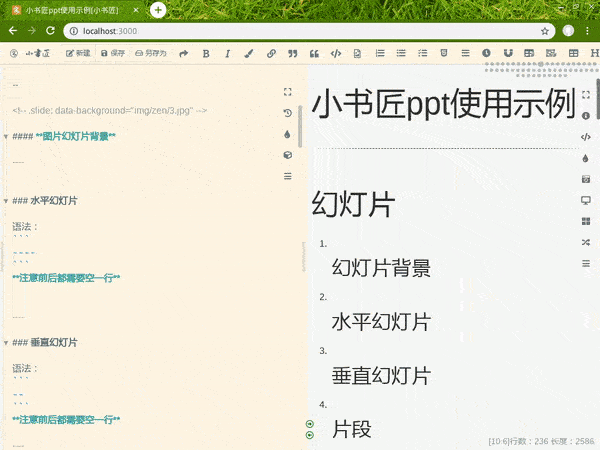 小书匠ppt使用示例(小书匠)
localhost:3000
小書匠 新建 保存 另存为
--
<!-- .slide: data-background="img/zen/3.jpg" -->
#### **图片幻灯片背景**
----
### 水平幻灯片
语法：
```
----
```
**注意前后都需要空一行**
----
### 垂直幻灯片
语法：
```
--
```
**注意前后都需要空一行**
----
小书匠ppt使用示例
幻灯片
1.
幻灯片背景
2.
水平幻灯片
3.
垂直幻灯片
4.
片段
[10:6]行数：236 长度：2586